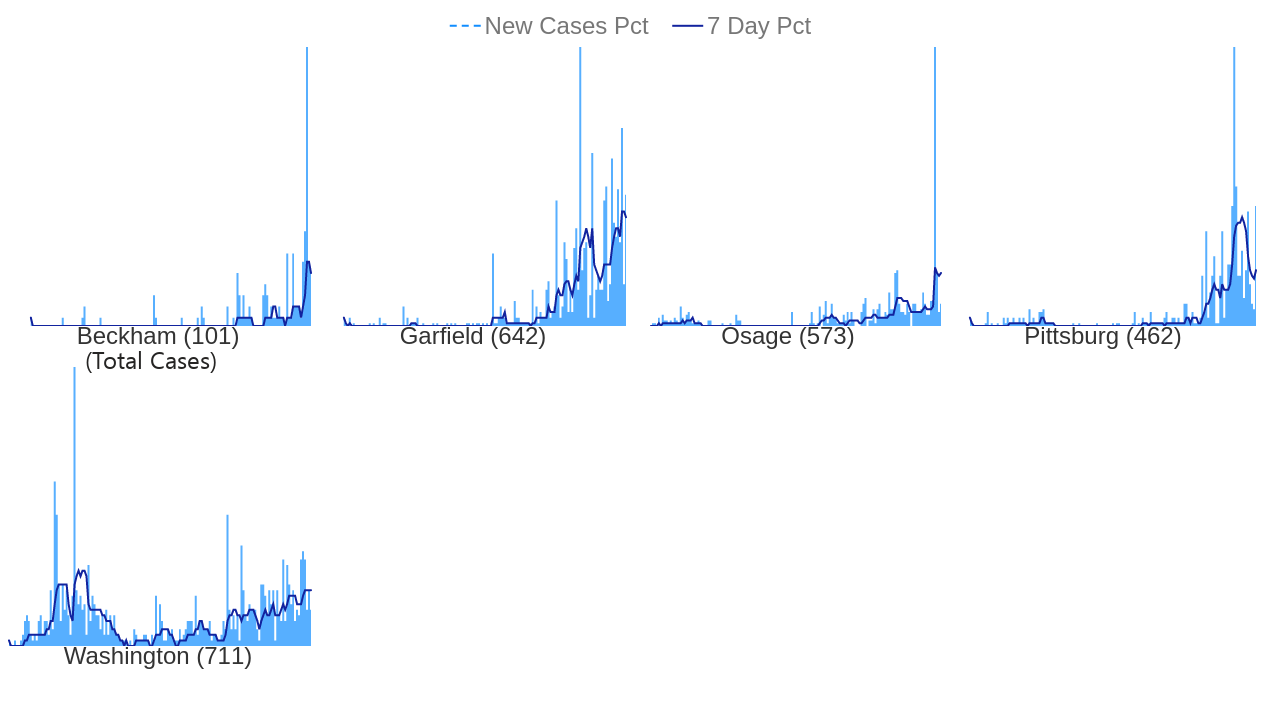 New Cases Pct 7 Day Pct
Beckham (101) Garfield (642) Osage (573) Pittsburg (462)
(Total Cases)
Washington (711)